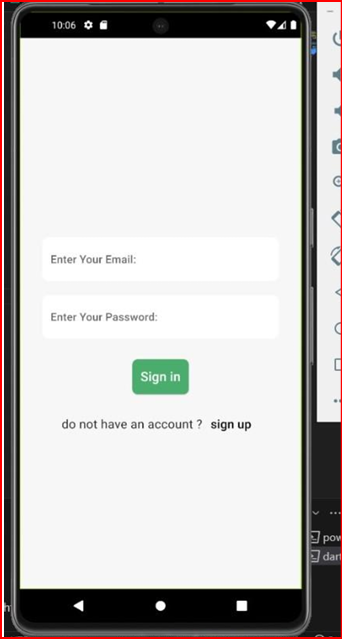 10:06
Enter Your Email:
Enter Your Password:
Sign in
do not have an account ? sign up
pow
dart